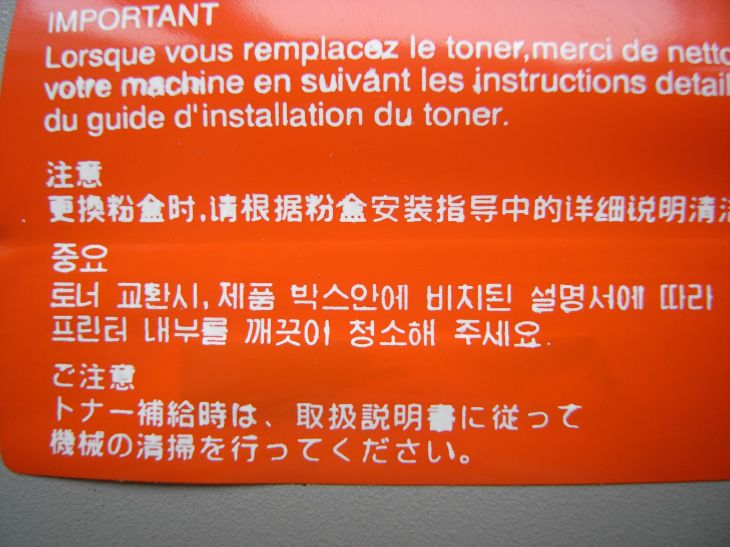 IMPORTANT
Lorsque vous remplacez le toner,merci de netto
votre machine en suivant les instructions detail
du guide d'installation du toner.
注意
更換粉盒时,请根据粉盒安装指导中的详细说明清洁
중요
토너 교환시, 제품 박스안에 비치된 설명서에 따라
프린터 내부를 깨끗이 청소해 주세요.
ご注意
トナー補給時は、取扱説明書に従って
機械の清掃を行ってください。